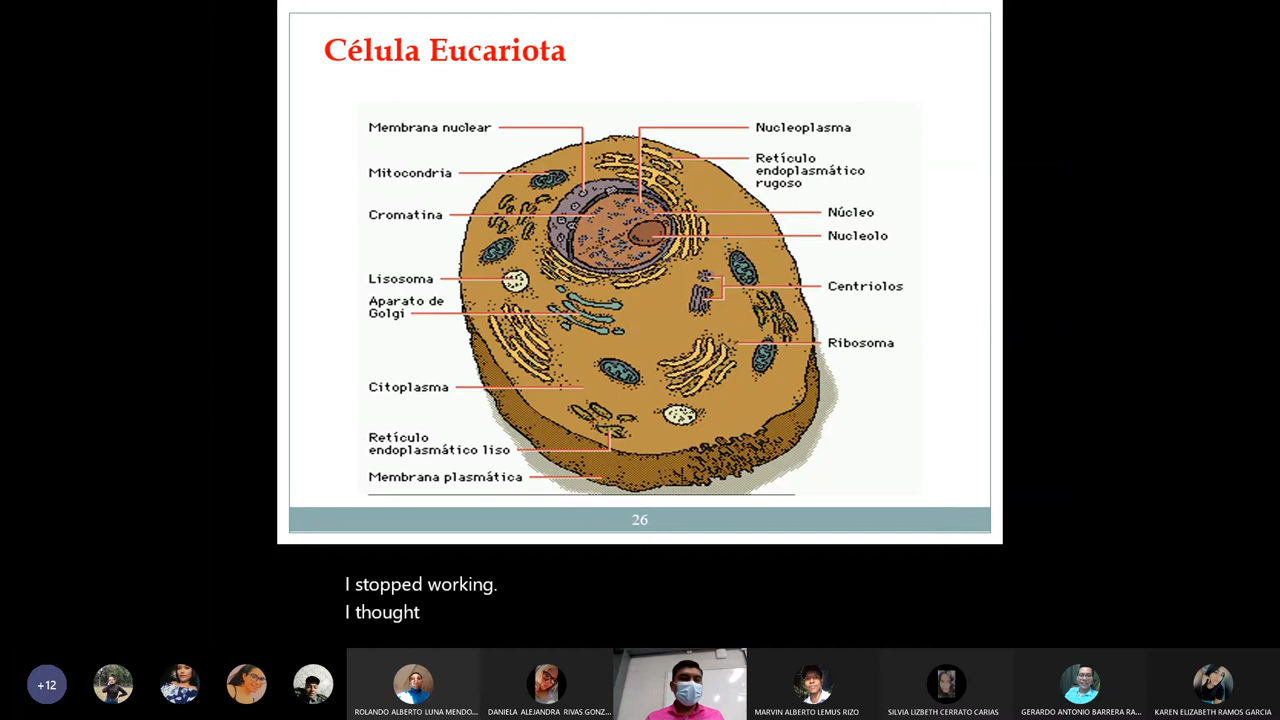 Célula Eucariota
Membrana nuclear
Mitocondria
Cromatina
Lisosoma
Aparato de
Golgi
Citoplasma
Retículo
endoplasmático liso
Membrana plasmática
Nucleoplasma
Retículo
endoplasmático
rugoso
Núcleo
Nucleolo
Centriolos
Ribosoma
26
I stopped working.
I thought
+12
ROLANDO ALBERTO LUNA MENDO...
DANIELA ALEJANDRA RIVAS GONZ...
MARVIN ALBERTO LEMUS RIZO
SILVIA LIZBETH CERRATO CARIAS
GERARDO ANTONIO BARRERA RA...
KAREN ELIZABETH RAMOS GARCIA